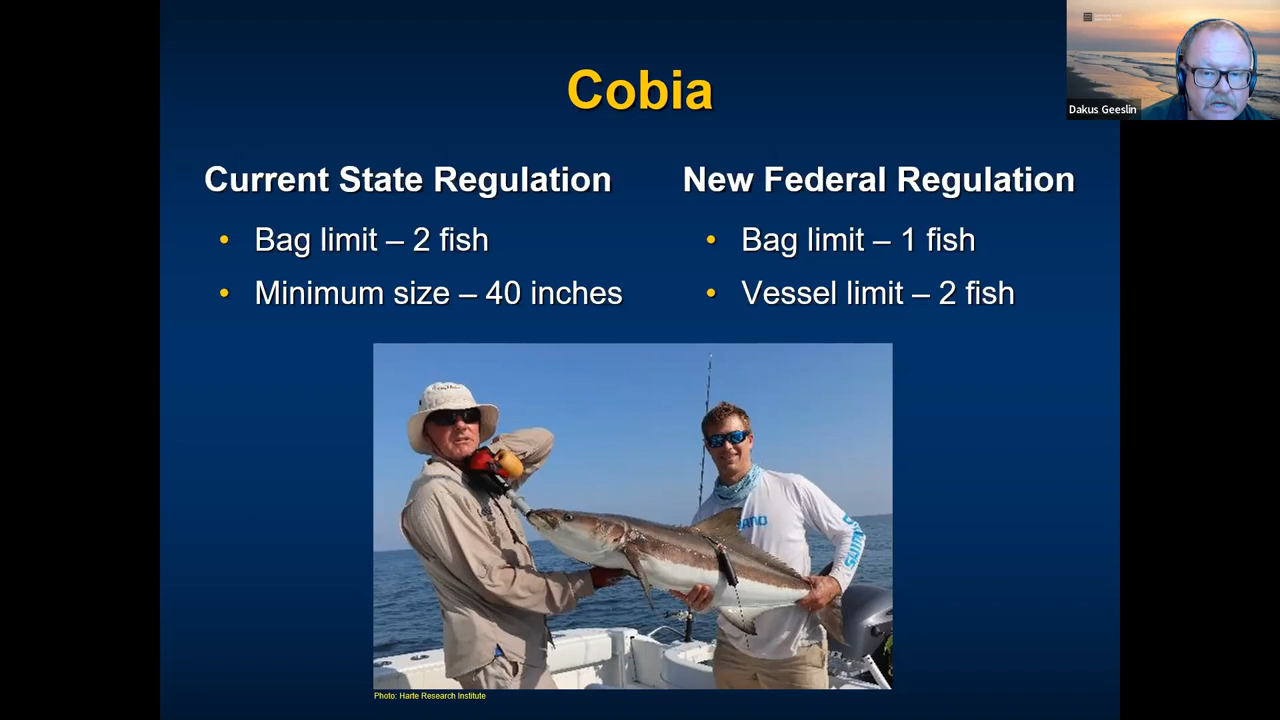 Cobia
Current State Regulation
• Bag limit – 2 fish
• Minimum size – 40 inches
New Federal Regulation
• Bag limit – 1 fish
• Vessel limit – 2 fish
Photo: Harte Research Institute
Dakus Geeslin